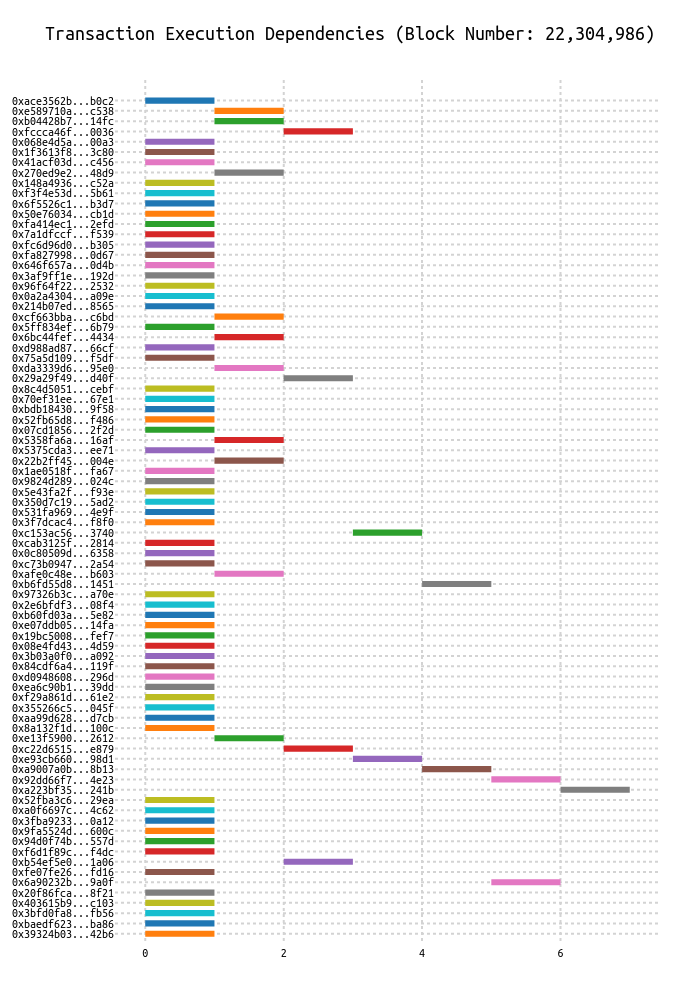 Transaction Execution Dependencies (Block Number: 22,304,986)
0xace3562b...b0c2
0xe589710a...c538
0xb04428b7...14fc
0xfccca46f...0036
0x068e4d5a...00a3
0x1f3613f8...3c80
0x41acf03d...c456
0x270ed9e2...48d9
0x148a4936...c52a
0xf3f4e53d...5b61
0x6f5526c1...b3d7
0x50e76034...cb1d
0xfa414ec1...2efd
0x7a1dfccf...f539
0xfc6d96d0...b305
0xfa827998...0d67
0x646f657a...0d4b
0x3af9ff1e...192d
0x96f64f22...2532
0x0a2a4304...a09e
0x214b07ed...8565
0xcf663bba...c6bd
0x5ff834ef...6b79
0x6bc44fef...4434
0xd988ad87...66cf
0x75a5d109...f5df
0xda3339d6...95e0
0x29a29f49...d40f
0x8c4d5051...cebf
0x70ef31ee...67e1
0xbdb18430...9f58
0x52fb65d8...f486
0x07cd1856...2f2d
0x5358fa6a...16af
0x5375cda3...ee71
0x22b2ff45...004e
0x1ae0518f...fa67
0x9824d289...024c
0x5e43fa2f...f93e
0x350d7c19...5ad2
0x531fa969...4e9f
0x3f7dcac4...f8f0
0xc153ac56...3740
0xcab3125f...2814
0x0c80509d...6358
0xc73b0947...2a54
0xafe0c48e...b603
0xb6fd55d8...1451
0x97326b3c...a70e
0x2e6bfdf3...08f4
0xb60fd03a...5e82
0xe07ddb05...14fa
0x19bc5008...fef7
0x08e4fd43...4d59
0x3b03a0f0...a092
0x84cdf6a4...119f
0xd0948608...296d
0xea6c90b1...39dd
0xf29a861d...61e2
0x355266c5...045f
0xaa99d628...d7cb
0x8a132f1d...100c
0xe13f5900...2612
0xc22d6515...e879
0xe93cb660...98d1
0xa9007a0b...8b13
0x92dd66f7...4e23
0xa223bf35...241b
0x52fba3c6...29ea
0xa0f6697c...4c62
0x3fba9233...0a12
0x9fa5524d...600c
0x94d0f74b...557d
0xf6d1f89c...f4dc
0xb54ef5e0...1a06
0xfe07fe26...fd16
0x6a90232b...9a0f
0x20f86fca...8f21
0x403615b9...c103
0x3bfd0fa8...fb56
0xbaedf623...ba86
0x39324b03...42b6
0 2 4 6